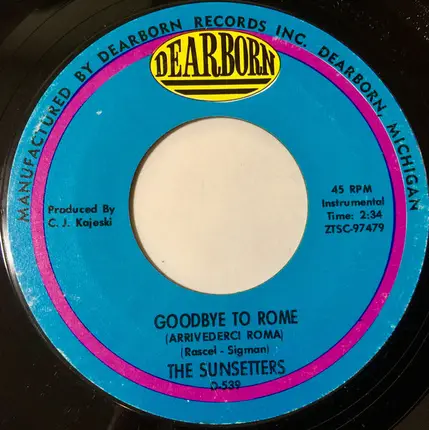 MANUFACTURED BY DEARBORN RECORDS INC. DEARBORN, MICHIGAN
DEARBORN
Produced By
C. J. Kajeski
45 RPM
Instrumental
Time: 2:34
ZTSC-97479
GOODBYE TO ROME
(ARRIVEDERCI ROMA)
(Rascel - Sigman)
THE SUNSETTERS
D-539